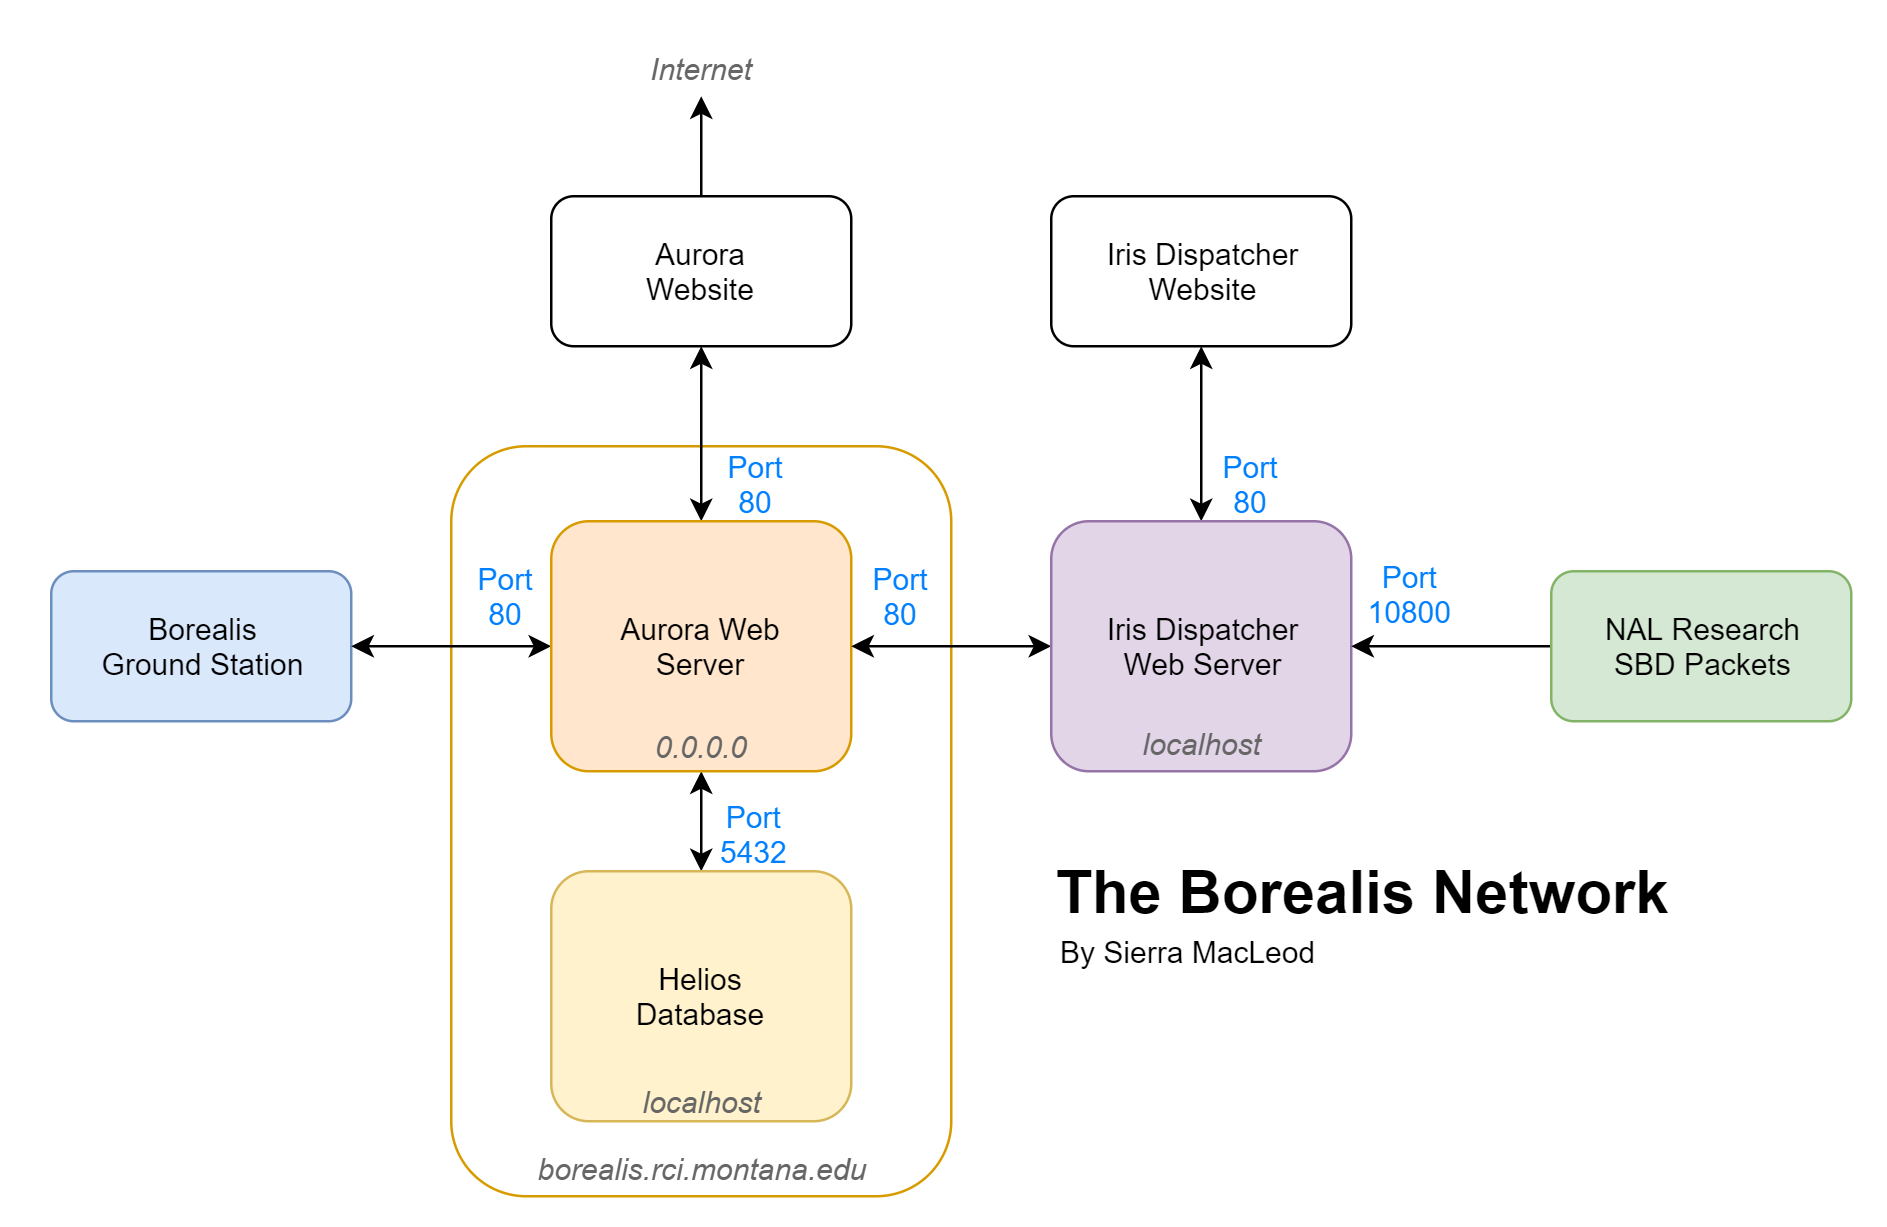 Internet
Aurora
Website
Iris Dispatcher
Website
Port
80
Port
80
Borealis
Ground Station
Port
80
Aurora Web
Server
0.0.0.0
Port
80
Iris Dispatcher
Web Server
localhost
Port
10800
NAL Research
SBD Packets
Port
5432
Helios
Database
localhost
borealis.rci.montana.edu
The Borealis Network
By Sierra MacLeod